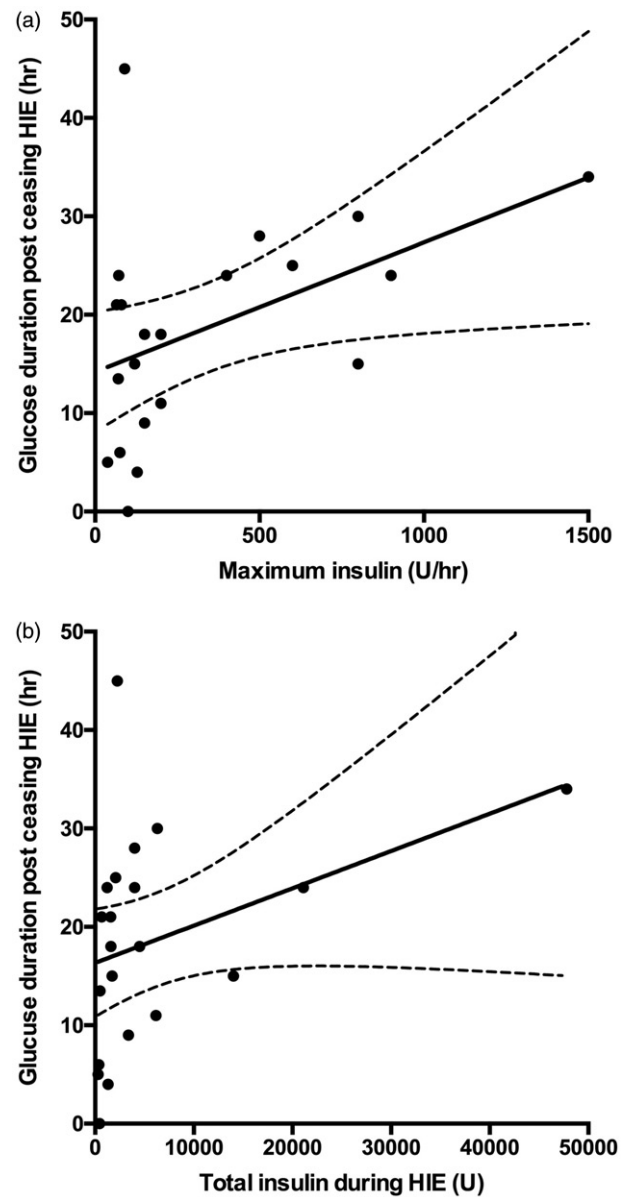 (a)
Glucose duration post ceasing HIE (hr)
50
40
30
20
10
0
0 500 1000 1500
Maximum insulin (U/hr)
(b)
Glucuse duration post ceasing HIE (hr)
50
40
30
20
10
0
0 10000 20000 30000 40000 50000
Total insulin during HIE (U)